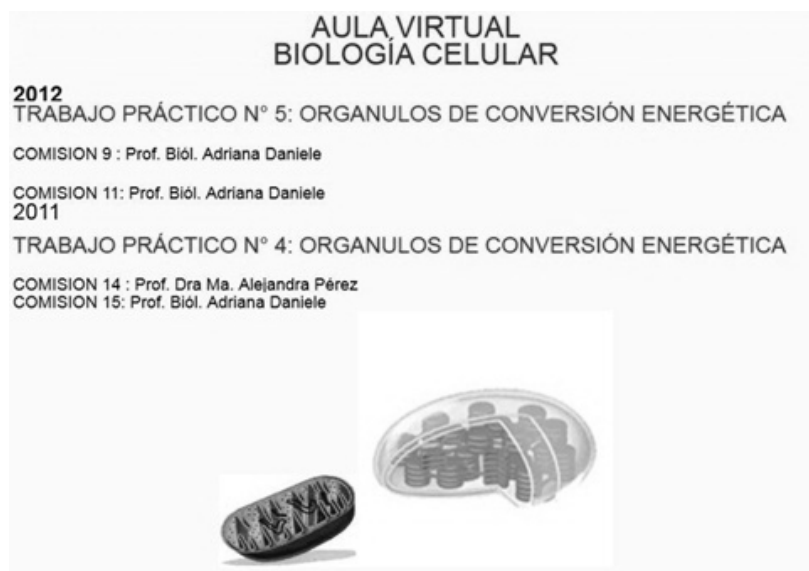 AULA VIRTUAL
BIOLOGÍA CELULAR
2012
TRABAJO PRÁCTICO N° 5: ORGANULOS DE CONVERSIÓN ENERGÉTICA
COMISION 9 : Prof. Biól. Adriana Daniele
COMISION 11: Prof. Biól. Adriana Daniele
2011
TRABAJO PRÁCTICO N° 4: ORGANULOS DE CONVERSIÓN ENERGÉTICA
COMISION 14 : Prof. Dra Ma. Alejandra Pérez
COMISION 15: Prof. Biól. Adriana Daniele